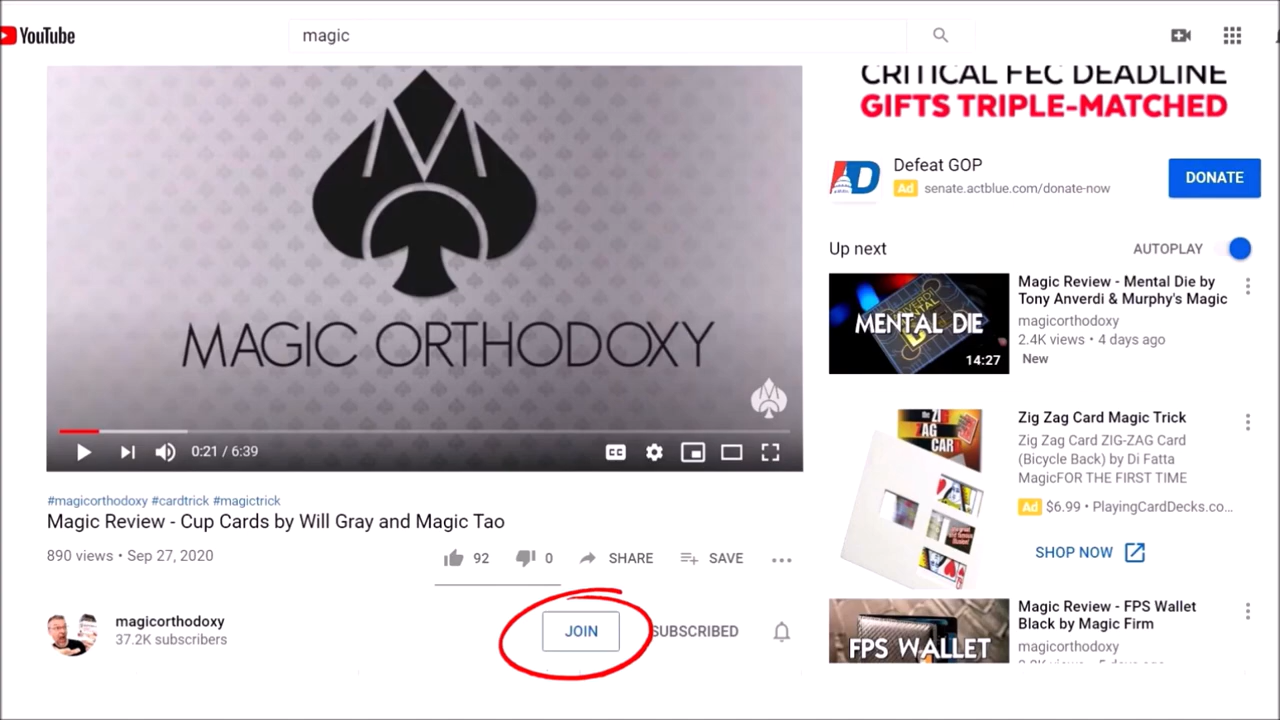 YouTube
magic
MAGIC ORTHODOXY
0:21 / 6:39
CC
#magicorthodoxy #cardtrick #magictrick
Magic Review - Cup Cards by Will Gray and Magic Tao
890 views • Sep 27, 2020
92
0
SHARE
SAVE
magicorthodoxy
37.2K subscribers
JOIN
SUBSCRIBED
CRITICAL FEC DEADLINE
GIFTS TRIPLE-MATCHED
D
Defeat GOP
Ad senate.actblue.com/donate-now
DONATE
Up next
AUTOPLAY
MENTAL DIE
14:27
Magic Review - Mental Die by
Tony Anverdi & Murphy's Magic
magicorthodoxy
2.4K views • 4 days ago
New
ZAG
CARD
Zig Zag Card Magic Trick
Zig Zag Card ZIG-ZAG Card
(Bicycle Back) by Di Fatta
MagicFOR THE FIRST TIME
Ad $6.99 • PlayingCardDecks.co...
SHOP NOW
FPS WALLET
Magic Review - FPS Wallet
Black by Magic Firm
magicorthodoxy